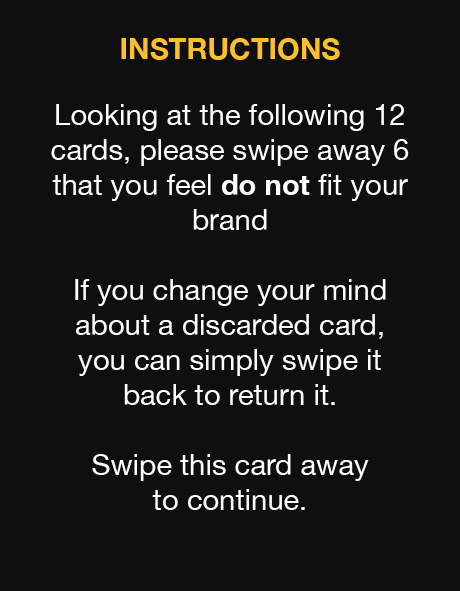 INSTRUCTIONS
Looking at the following 12
cards, please swipe away 6
that you feel do not fit your
brand
If you change your mind
about a discarded card,
you can simply swipe it
back to return it.
Swipe this card away
to continue.